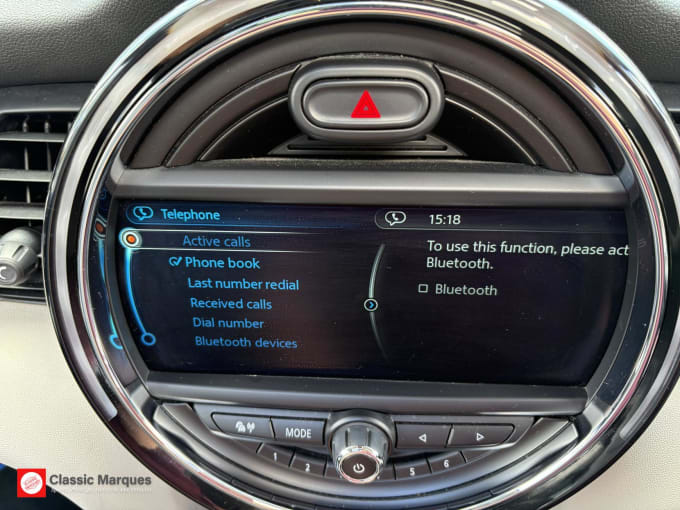 Telephone
15:18
Active calls
Phone book
Last number redial
Received calls
Dial number
Bluetooth devices
To use this function, please act
Bluetooth.
Bluetooth
MODE
1 2 5 6
Classic Marques